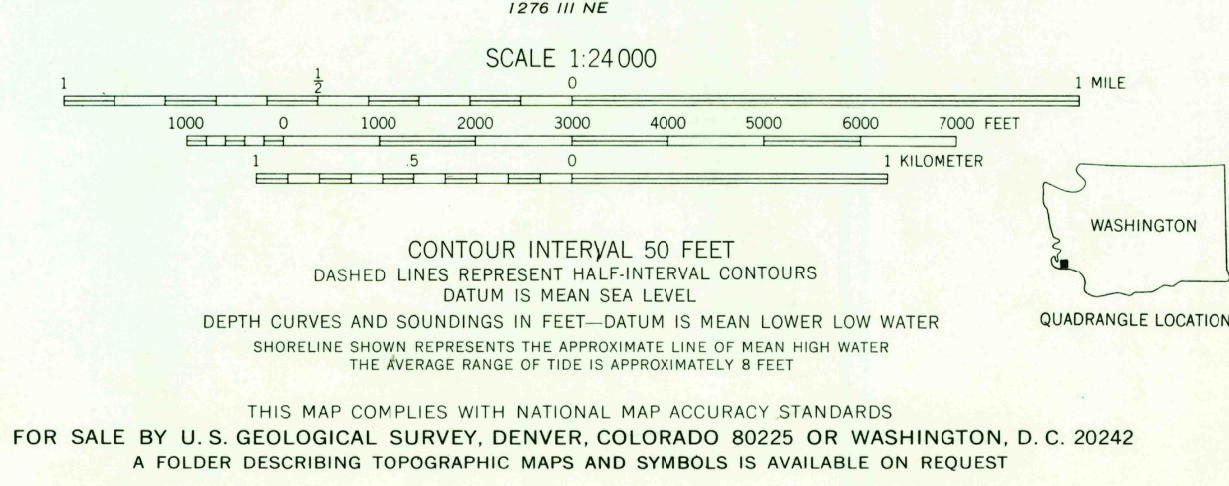 1276 III NE
SCALE 1:24 000
1 1/2 0 1 MILE
1000 0 1000 2000 3000 4000 5000 6000 7000 FEET
1 .5 0 1 KILOMETER
CONTOUR INTERVAL 50 FEET
DASHED LINES REPRESENT HALF-INTERVAL CONTOURS
DATUM IS MEAN SEA LEVEL
DEPTH CURVES AND SOUNDINGS IN FEET—DATUM IS MEAN LOWER LOW WATER
SHORELINE SHOWN REPRESENTS THE APPROXIMATE LINE OF MEAN HIGH WATER
THE AVERAGE RANGE OF TIDE IS APPROXIMATELY 8 FEET
WASHINGTON
QUADRANGLE LOCATION
THIS MAP COMPLIES WITH NATIONAL MAP ACCURACY STANDARDS
FOR SALE BY U. S. GEOLOGICAL SURVEY, DENVER, COLORADO 80225 OR WASHINGTON, D. C. 20242
A FOLDER DESCRIBING TOPOGRAPHIC MAPS AND SYMBOLS IS AVAILABLE ON REQUEST